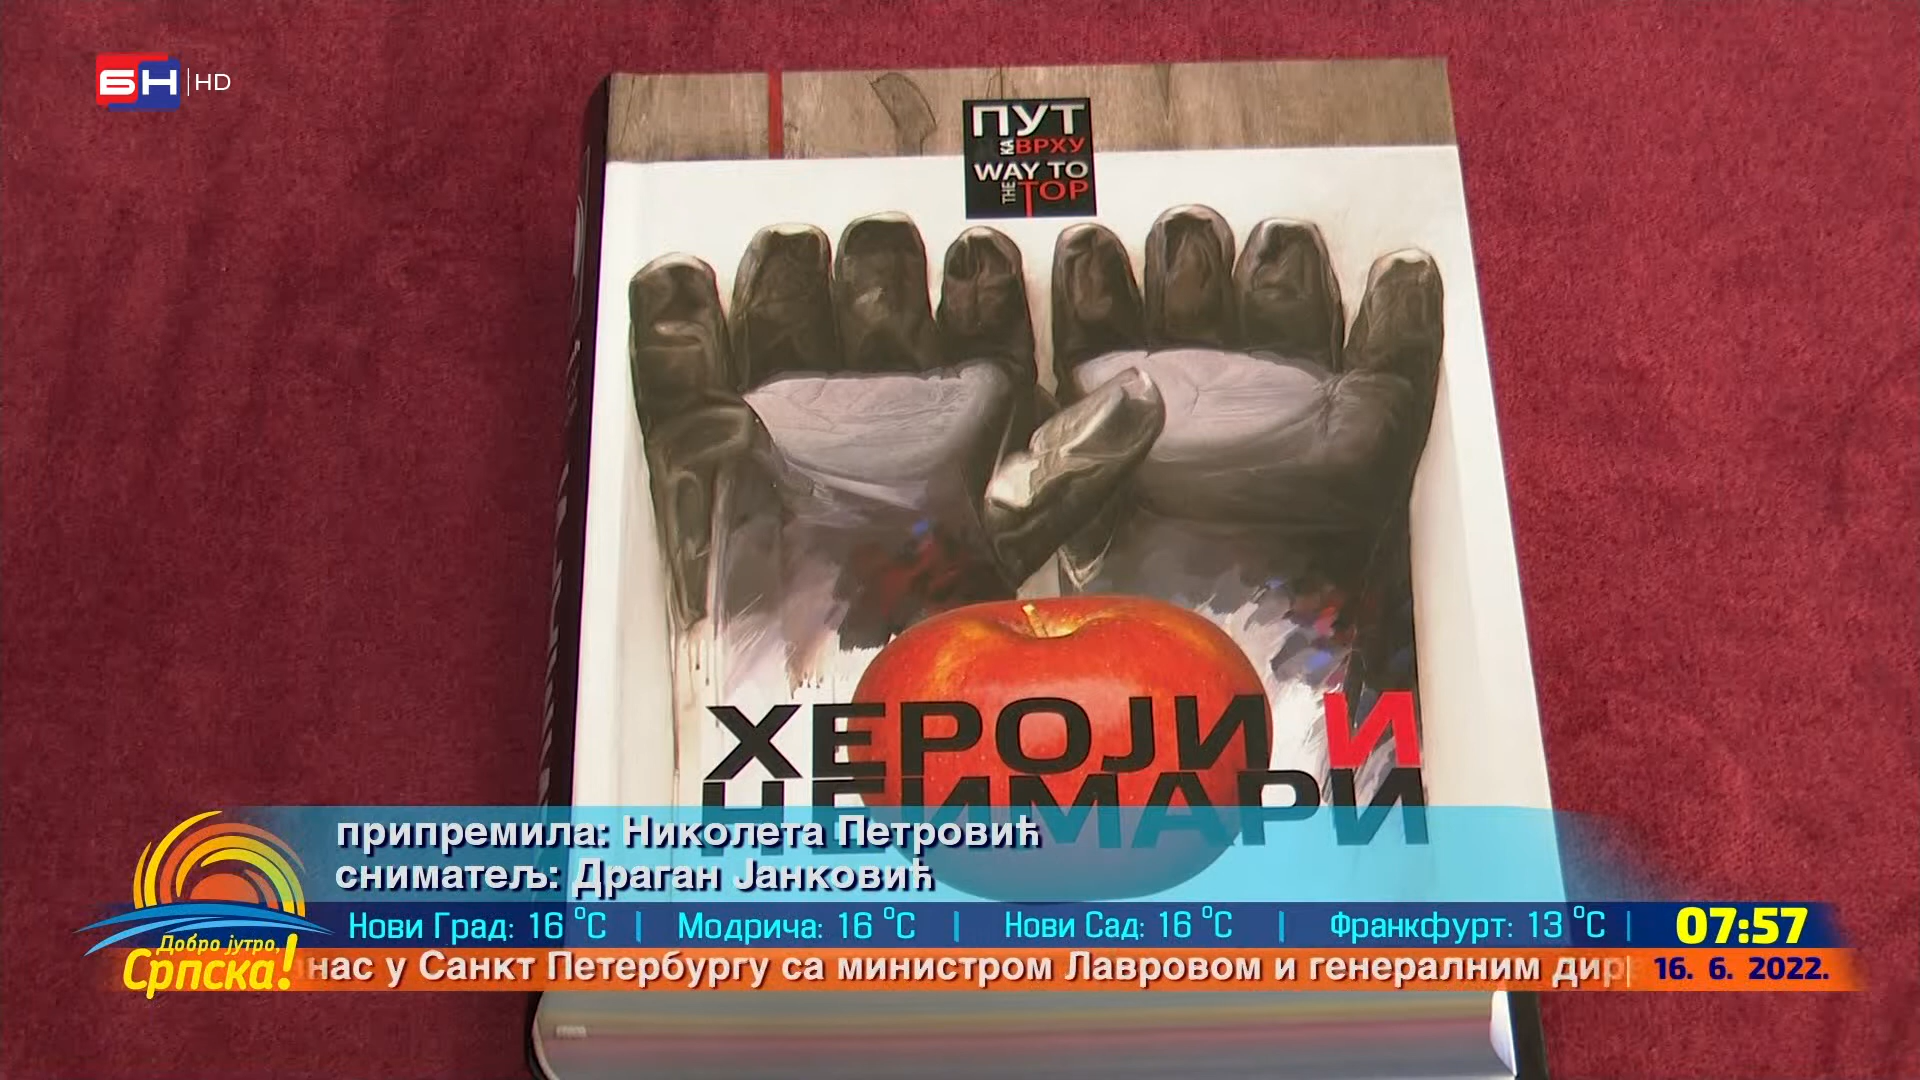 БН HD
ПУТ
КА ВРХУ
WAY TO
THE TOP
ХЕРОЈИ И
НЕИМАРИ
припремила: Николета Петровић
сниматељ: Драган Јанковић
Нови Град: 16 °C | Модрича: 16 °C | Нови Сад: 16 °C | Франкфурт: 13 °C | 07:57
Добро јутро,
Српска!
нас у Санкт Петербургу са министром Лавровом и генералним дир
16. 6. 2022.